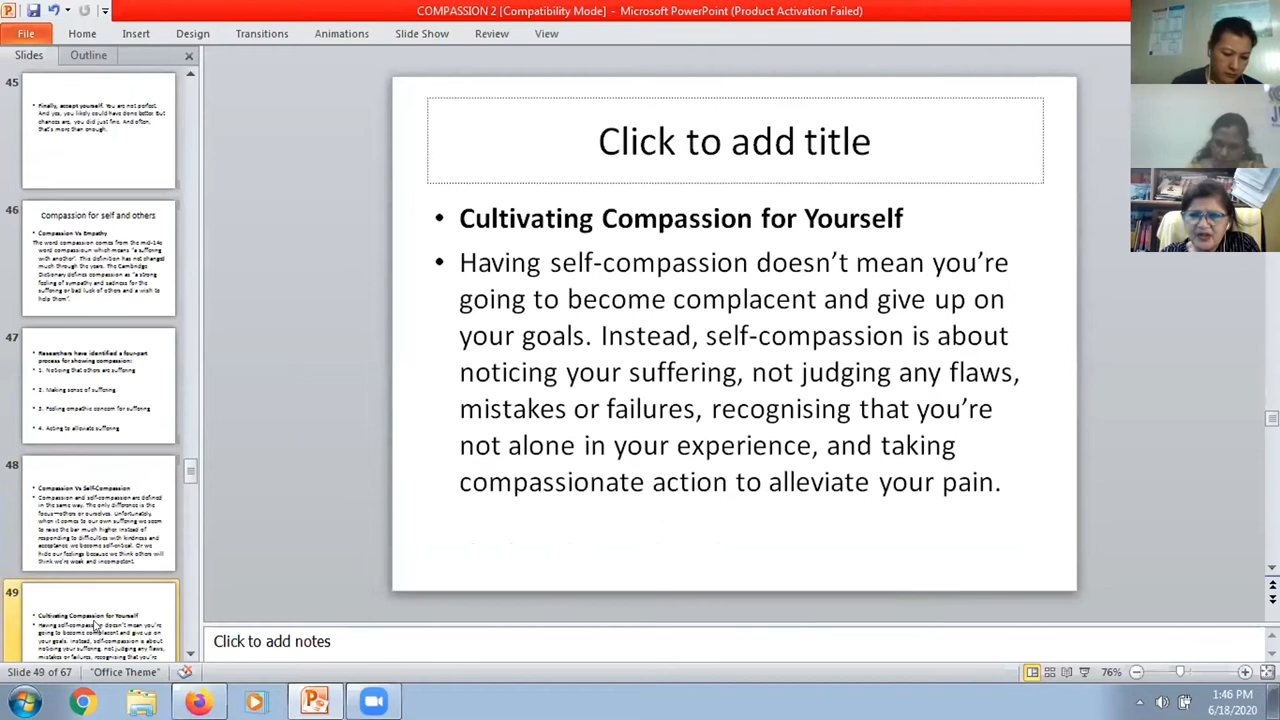 COMPASSION 2 [Compatibility Mode] - Microsoft PowerPoint (Product Activation Failed)
File Home Insert Design Transitions Animations Slide Show Review View
Slides Outline
45
Finally, accept yourself. You are not perfect.
And yes, you likely could have done better. But
chances are, you did just fine. And often,
that's more than enough.
46
Compassion for self and others
• Compassion Vs Empathy
The word compassion comes from the mid-14c
word compassioun which means "a suffering
with another". This definition has not changed
much through the years. The Cambridge
Dictionary defines compassion as "a strong
feeling of sympathy and sadness for the
suffering or bad luck of others and a wish to
help them".
47
• Researchers have identified a four-part
process for showing compassion:
• 1. Noticing that others are suffering
• 2. Making sense of suffering
• 3. Feeling empathic concern for suffering
• 4. Acting to alleviate suffering
48
• Compassion Vs Self-Compassion
• Compassion and self-compassion are defined
in the same way. The only difference is the
focus—others or ourselves. Unfortunately,
when it comes to our own suffering we seem
to raise the bar much higher. Instead of
responding to difficulties with kindness and
acceptance we become self-critical. Or we
hide our feelings because we think others will
think we're weak and incompetent.
49
• Cultivating Compassion for Yourself
• Having self-compassion doesn't mean you're
going to become complacent and give up on
your goals. Instead, self-compassion is about
noticing your suffering, not judging any flaws,
mistakes or failures, recognising that you're
Click to add title
• Cultivating Compassion for Yourself
• Having self-compassion doesn't mean you're
going to become complacent and give up on
your goals. Instead, self-compassion is about
noticing your suffering, not judging any flaws,
mistakes or failures, recognising that you're
not alone in your experience, and taking
compassionate action to alleviate your pain.
Click to add notes
Slide 49 of 67 "Office Theme" 76%
1:46 PM
6/18/2020